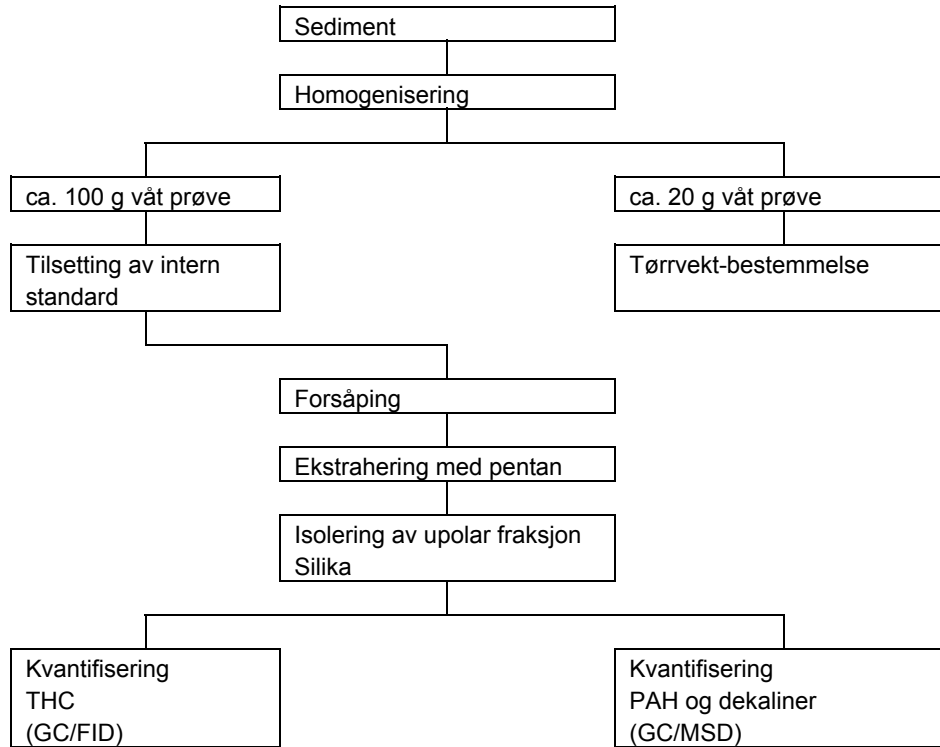 Sediment
Homogenisering
ca. 100 g våt prøve
ca. 20 g våt prøve
Tilsetting av intern
standard
Tørrvekt-bestemmelse
Forsåping
Ekstrahering med pentan
Isolering av upolar fraksjon
Silika
Kvantifisering
THC
(GC/FID)
Kvantifisering
PAH og dekaliner
(GC/MSD)